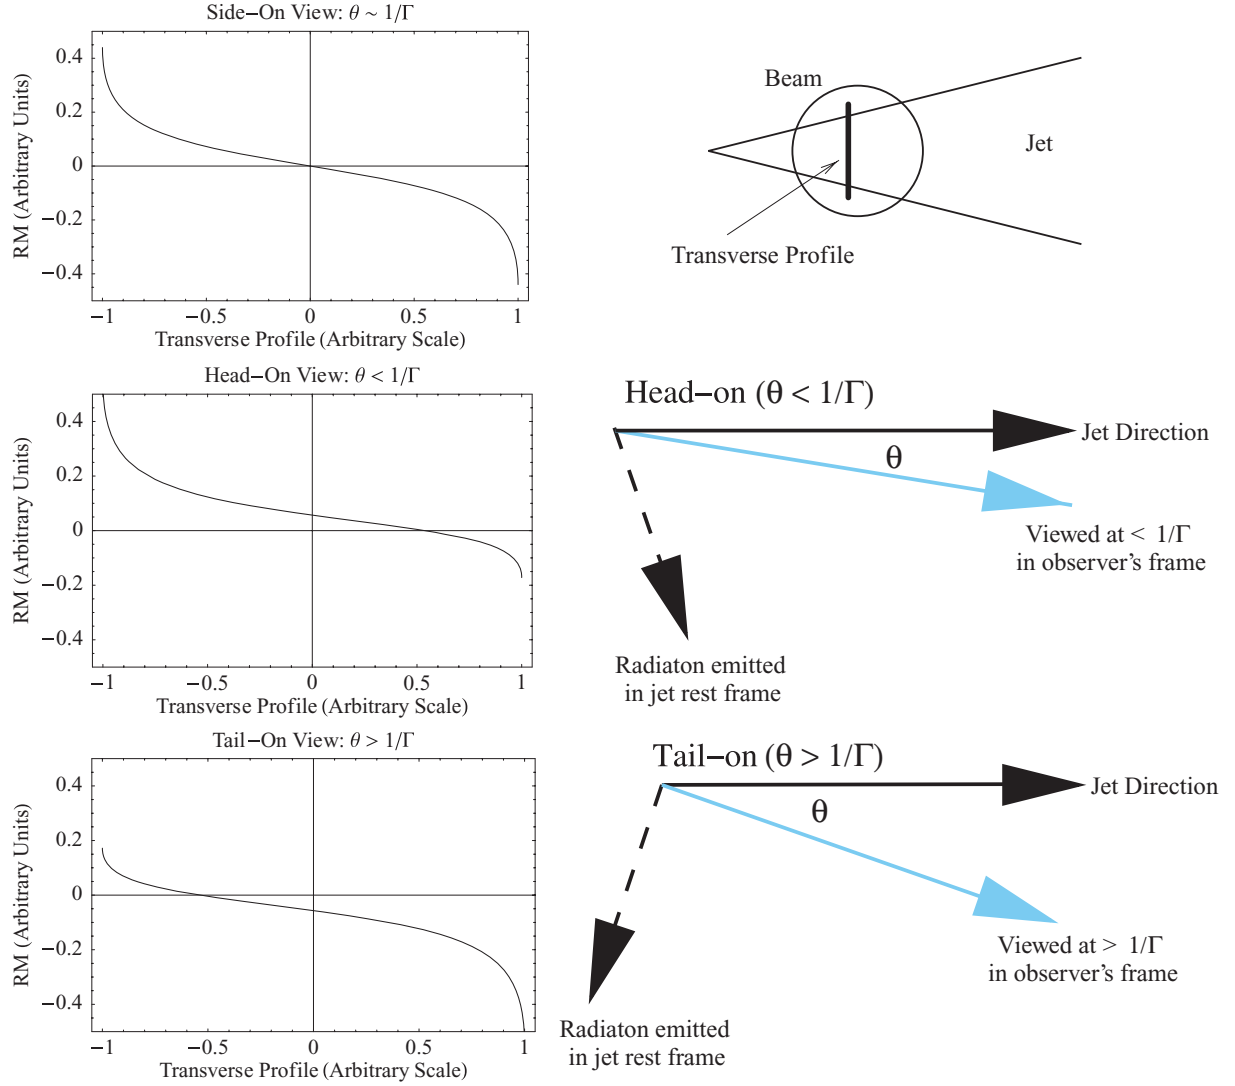 Side−On View: θ ~ 1/Γ
RM (Arbitrary Units)
0.4
0.2
0
−0.2
−0.4
−1
−0.5
0
0.5
1
Transverse Profile (Arbitrary Scale)
Beam
Jet
Transverse Profile
Head−On View: θ < 1/Γ
RM (Arbitrary Units)
0.4
0.2
0
−0.2
−0.4
−1
−0.5
0
0.5
1
Transverse Profile (Arbitrary Scale)
Head−on (θ < 1/Γ)
Jet Direction
θ
Viewed at < 1/Γ
in observer's frame
Radiaton emitted
in jet rest frame
Tail−On View: θ > 1/Γ
RM (Arbitrary Units)
0.4
0.2
0
−0.2
−0.4
−1
−0.5
0
0.5
1
Transverse Profile (Arbitrary Scale)
Tail−on (θ > 1/Γ)
Jet Direction
θ
Viewed at > 1/Γ
in observer's frame
Radiaton emitted
in jet rest frame